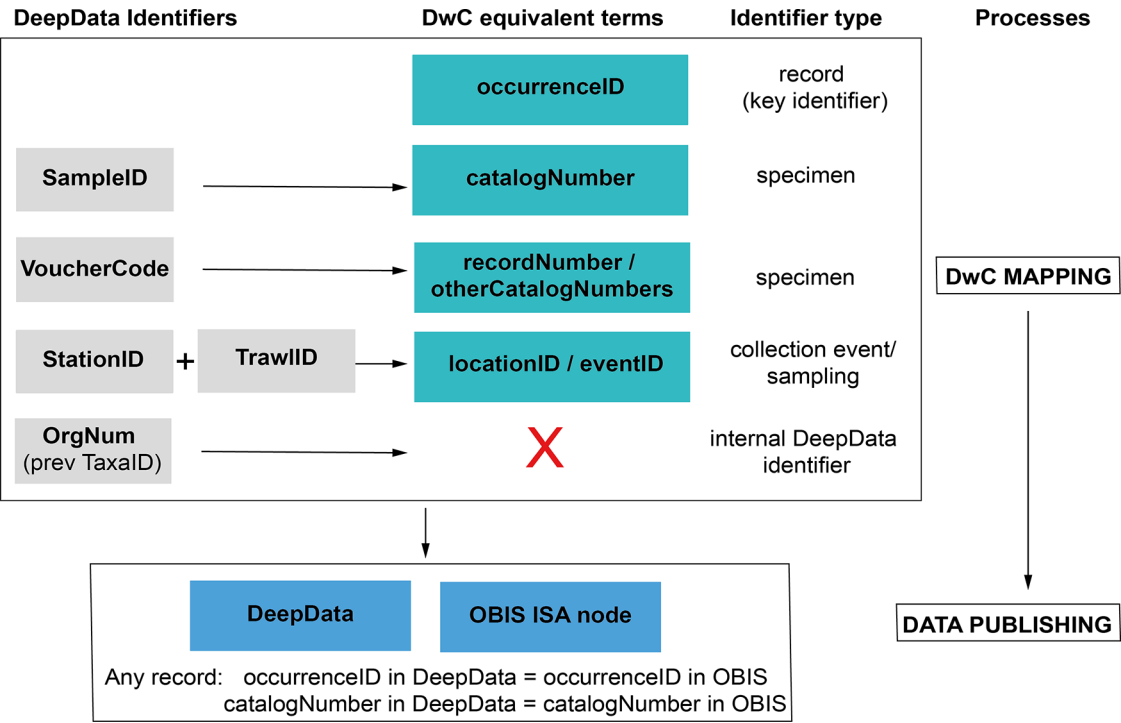 DeepData Identifiers DwC equivalent terms Identifier type Processes
occurrenceID
record
(key identifier)
SampleID
catalogNumber
specimen
VoucherCode
recordNumber /
otherCatalogNumbers
specimen
DwC MAPPING
StationID + TrawlID
locationID / eventID
collection event/
sampling
OrgNum
(prev TaxaID)
X
internal DeepData
identifier
DeepData
OBIS ISA node
DATA PUBLISHING
Any record: occurrenceID in DeepData = occurrenceID in OBIS
catalogNumber in DeepData = catalogNumber in OBIS